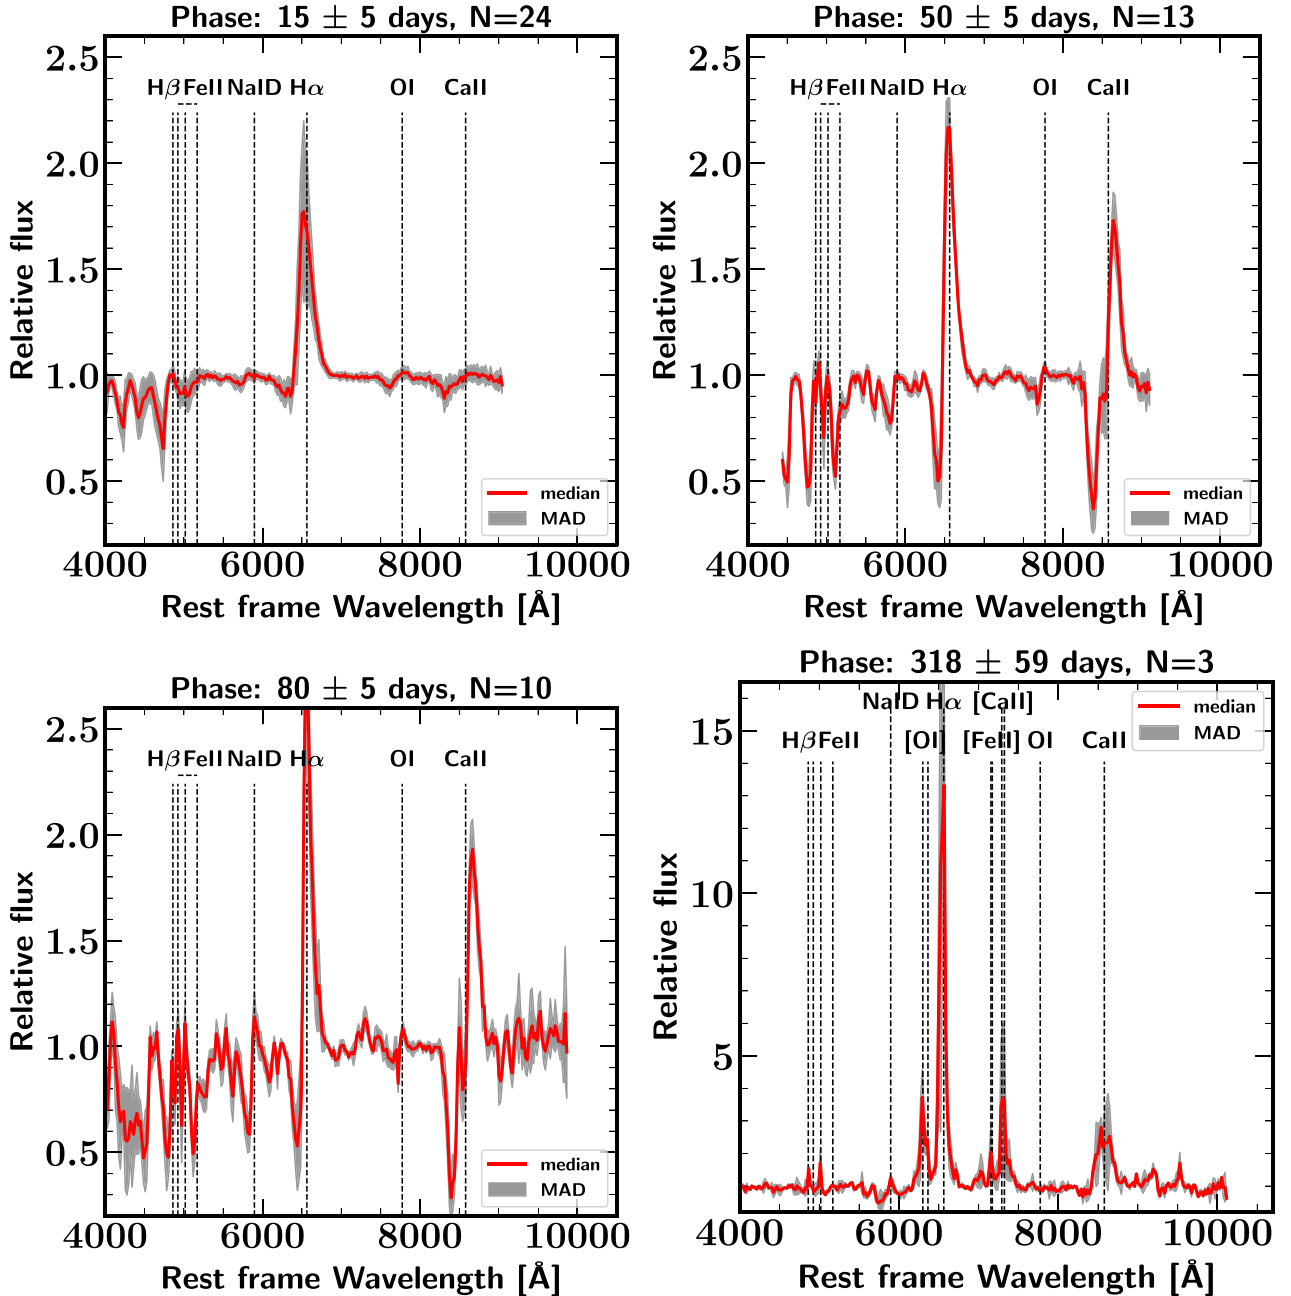 Phase: 15 ± 5 days, N=24
Relative flux
2.5
2.0
1.5
1.0
0.5
Hβ FeII NaID Hα OI CaII
median
MAD
4000 6000 8000 10000
Rest frame Wavelength [Å]
Phase: 50 ± 5 days, N=13
Relative flux
2.5
2.0
1.5
1.0
0.5
Hβ FeII NaID Hα OI CaII
median
MAD
4000 6000 8000 10000
Rest frame Wavelength [Å]
Phase: 80 ± 5 days, N=10
Relative flux
2.5
2.0
1.5
1.0
0.5
Hβ FeII NaID Hα OI CaII
median
MAD
4000 6000 8000 10000
Rest frame Wavelength [Å]
Phase: 318 ± 59 days, N=3
Relative flux
15
10
5
NaID Hα [CaII]
Hβ FeII [OI] [FeII] OI CaII
median
MAD
4000 6000 8000 10000
Rest frame Wavelength [Å]